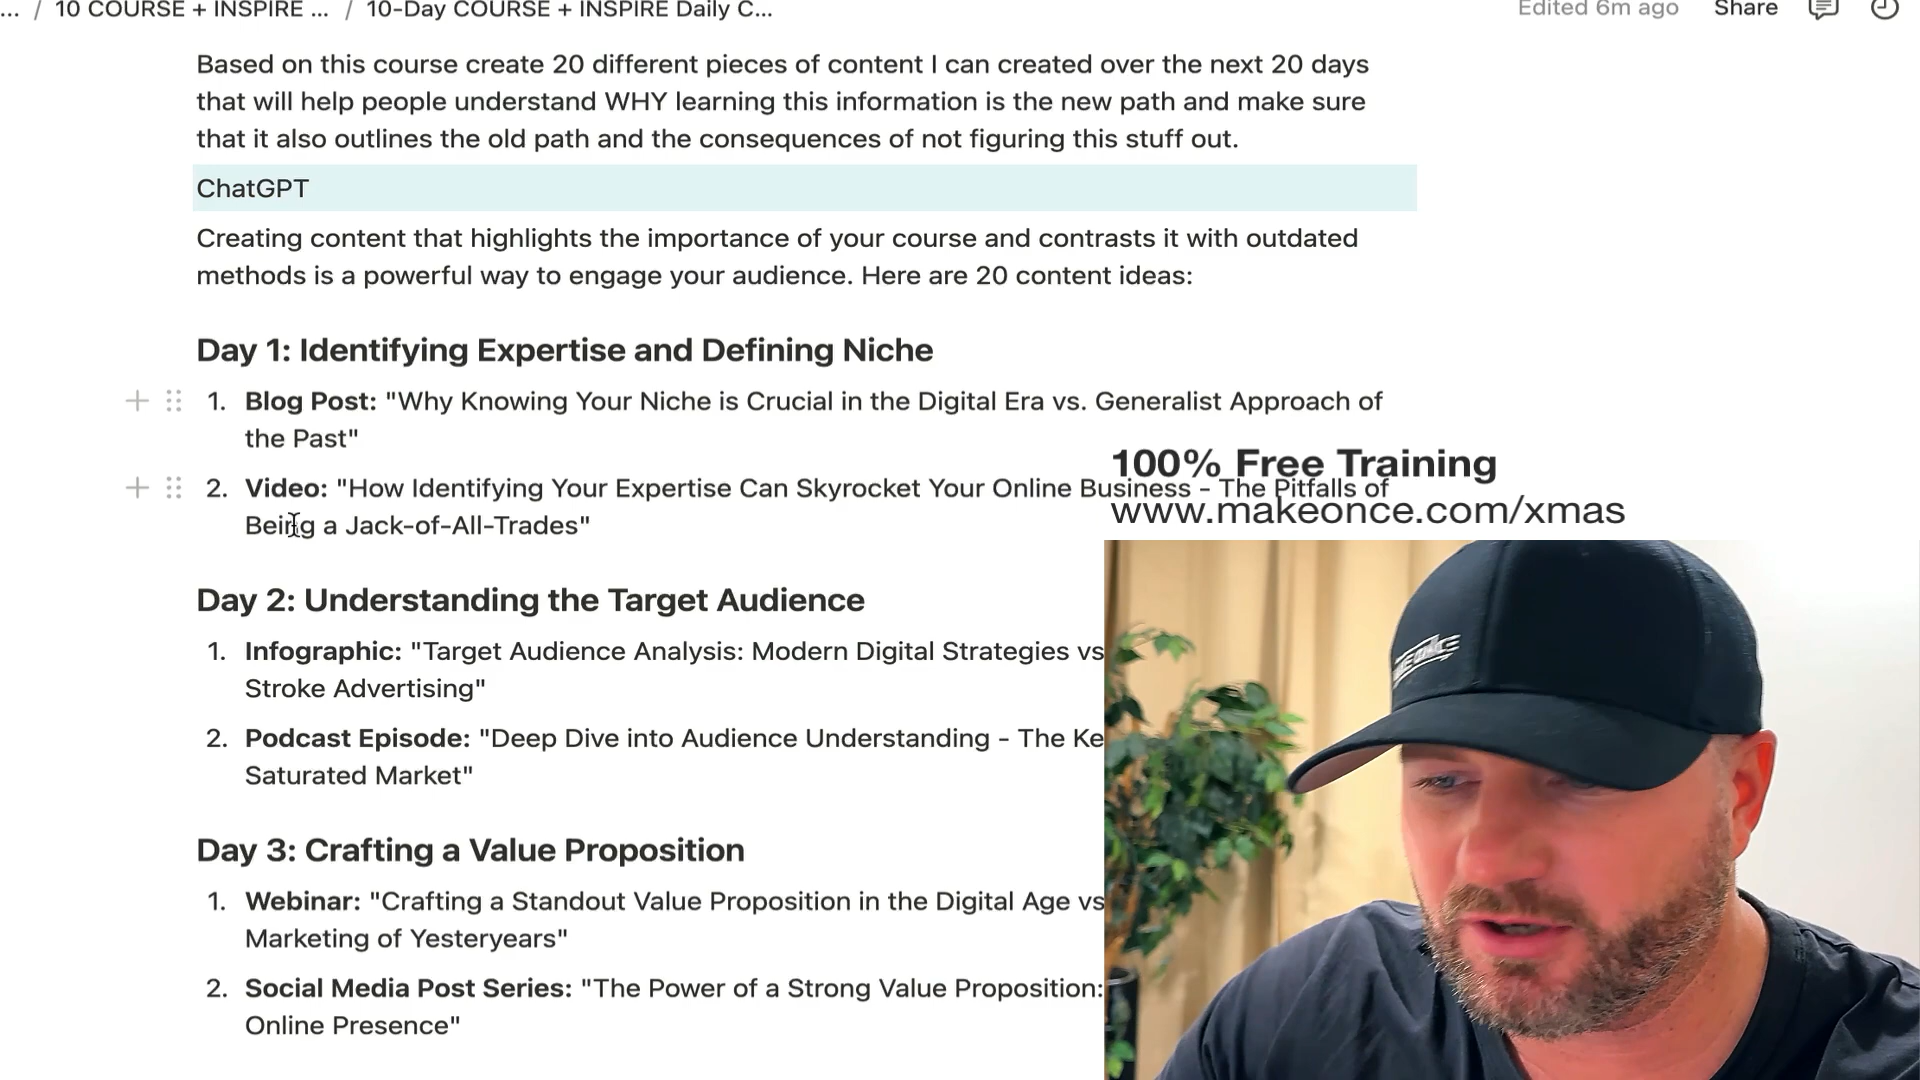 ... / 10 COURSE + INSPIRE ... / 10-Day COURSE + INSPIRE Daily C...
Edited 6m ago Share
Based on this course create 20 different pieces of content I can created over the next 20 days
that will help people understand WHY learning this information is the new path and make sure
that it also outlines the old path and the consequences of not figuring this stuff out.
ChatGPT
Creating content that highlights the importance of your course and contrasts it with outdated
methods is a powerful way to engage your audience. Here are 20 content ideas:
Day 1: Identifying Expertise and Defining Niche
1. Blog Post: "Why Knowing Your Niche is Crucial in the Digital Era vs. Generalist Approach of
the Past"
2. Video: "How Identifying Your Expertise Can Skyrocket Your Online Business - The Pitfalls of
Being a Jack-of-All-Trades"
100% Free Training
www.makeonce.com/xmas
Day 2: Understanding the Target Audience
1. Infographic: "Target Audience Analysis: Modern Digital Strategies vs
Stroke Advertising"
2. Podcast Episode: "Deep Dive into Audience Understanding - The Ke
Saturated Market"
Day 3: Crafting a Value Proposition
1. Webinar: "Crafting a Standout Value Proposition in the Digital Age vs
Marketing of Yesteryears"
2. Social Media Post Series: "The Power of a Strong Value Proposition:
Online Presence"